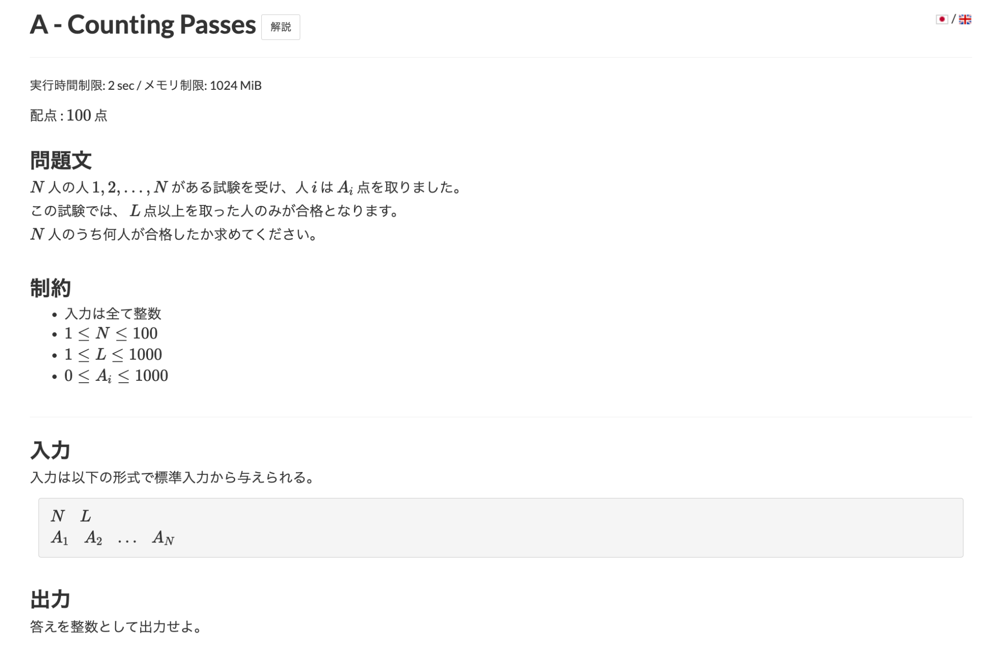 A - Counting Passes 解説
/
実行時間制限: 2 sec / メモリ制限: 1024 MiB
配点 : 100 点
問題文
N 人の人 1, 2, …, N がある試験を受け、人 i は A_i 点を取りました。
この試験では、 L 点以上を取った人のみが合格となります。
N 人のうち何人が合格したか求めてください。
制約
• 入力は全て整数
• 1 ≤ N ≤ 100
• 1 ≤ L ≤ 1000
• 0 ≤ A_i ≤ 1000
入力
入力は以下の形式で標準入力から与えられる。
N L
A_1 A_2 … A_N
出力
答えを整数として出力せよ。